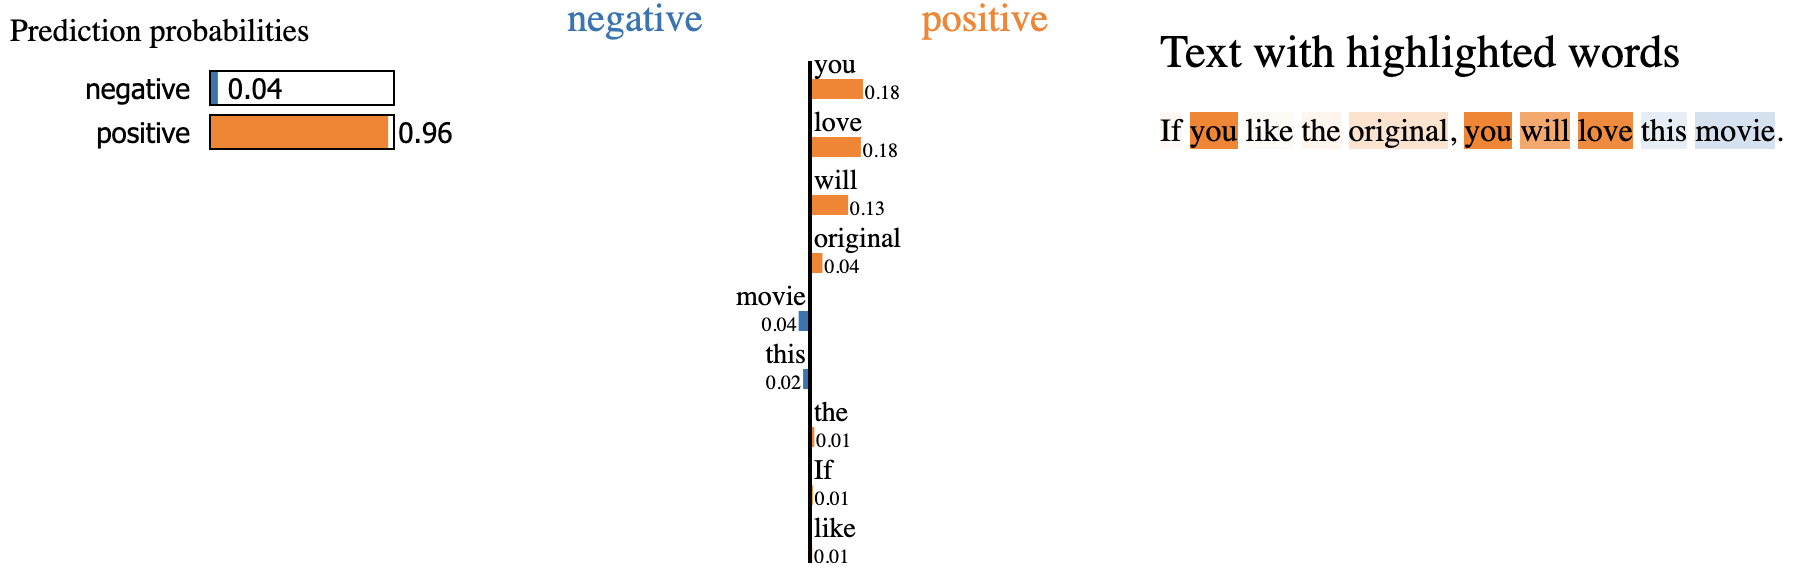 Prediction probabilities
negative 0.04
positive 0.96
negative positive
you
0.18
love
0.18
will
0.13
original
0.04
movie
0.04
this
0.02
the
0.01
If
0.01
like
0.01
Text with highlighted words
If you like the original, you will love this movie.